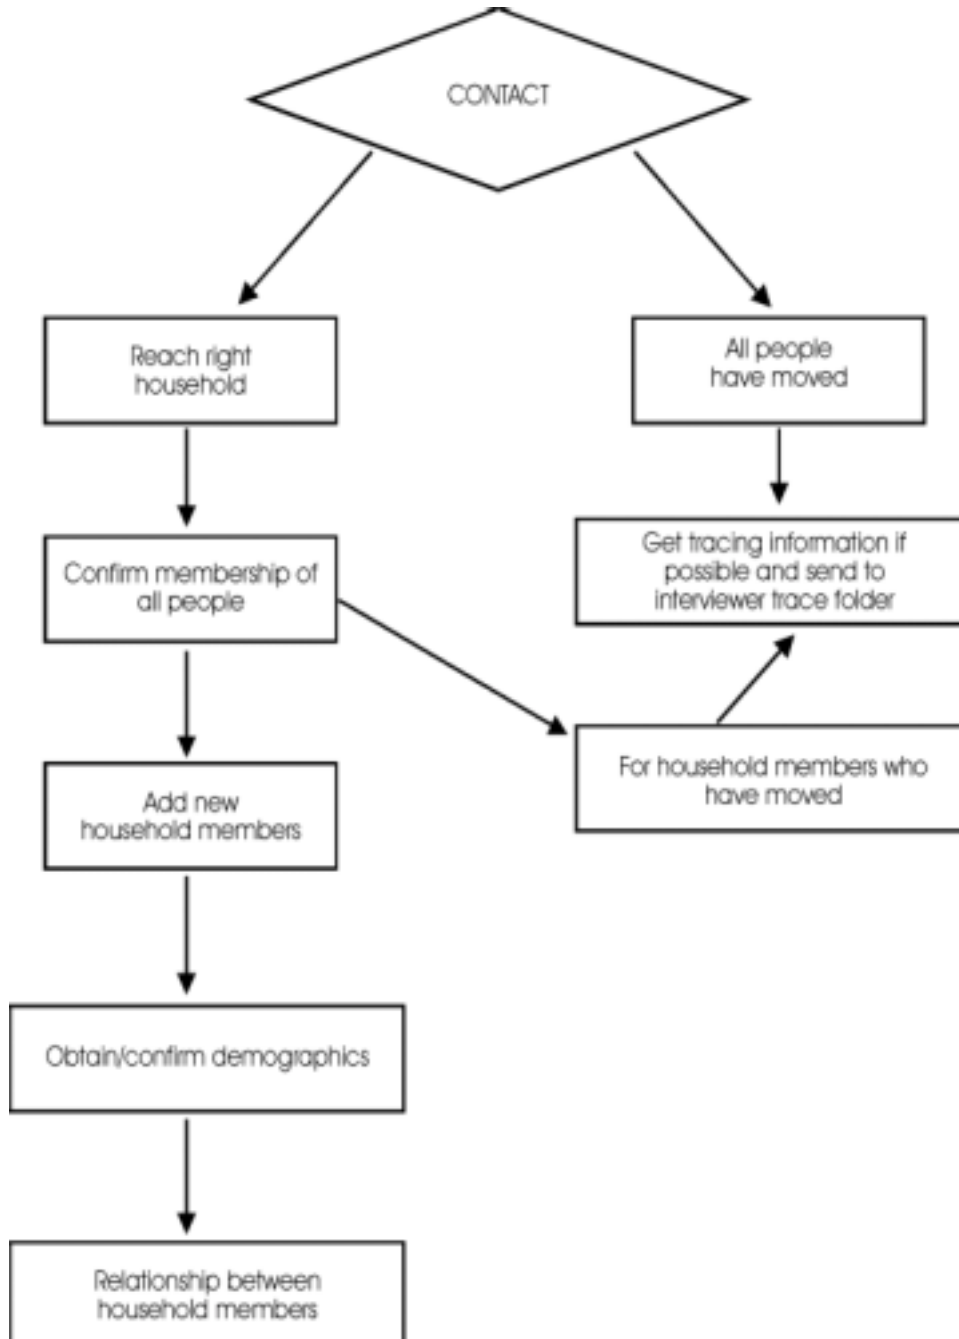 CONTACT
Reach right
household
All people
have moved
Confirm membership of
all people
Get tracing information if
possible and send to
interviewer trace folder
Add new
household members
For household members who
have moved
Obtain/confirm demographics
Relationship between
household members